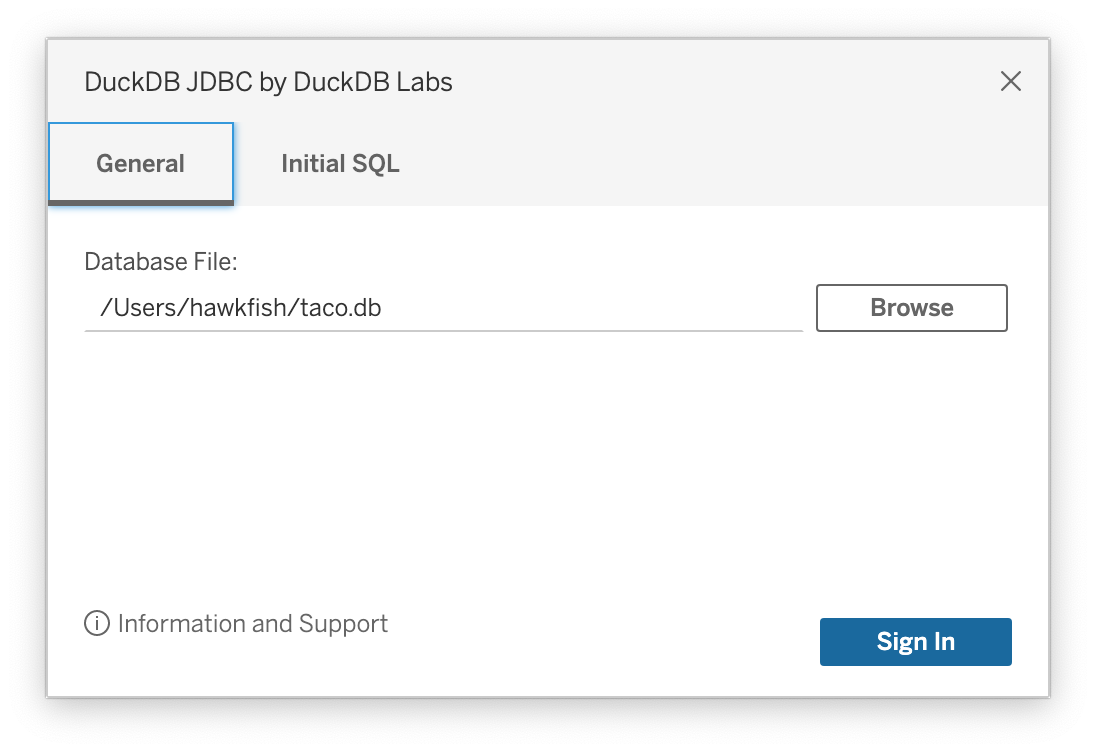 DuckDB JDBC by DuckDB Labs
General
Initial SQL
Database File:
/Users/hawkfish/taco.db
Browse
Information and Support
Sign In